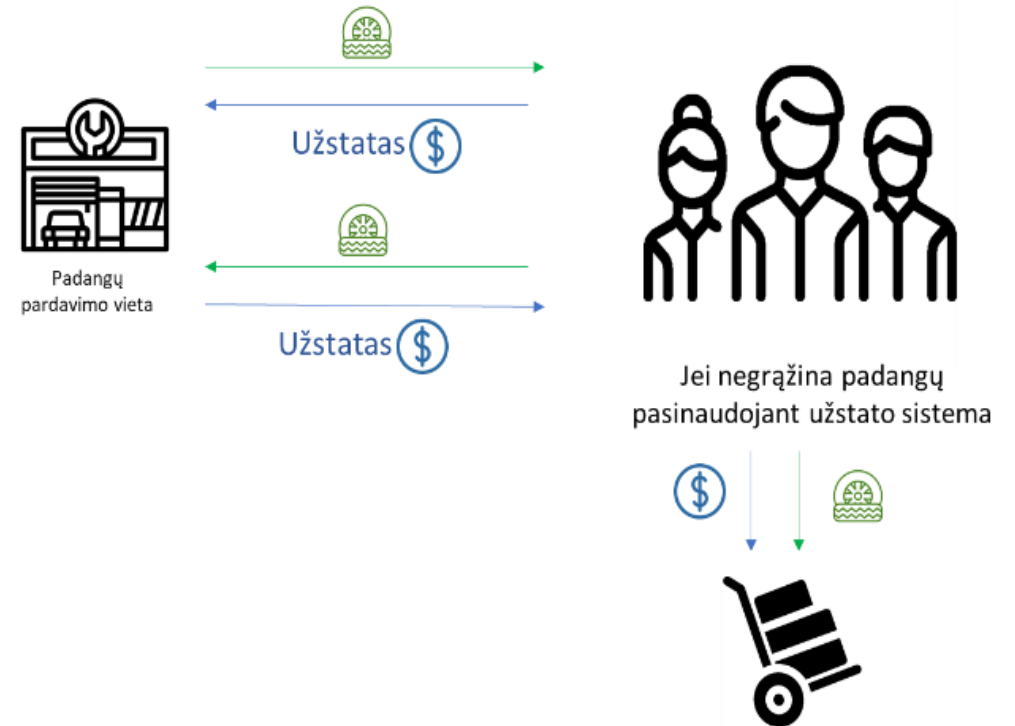 Užstatas
Padangų
pardavimo vieta
Užstatas
Jei negrąžina padangų
pasinaudojant užstato sistema